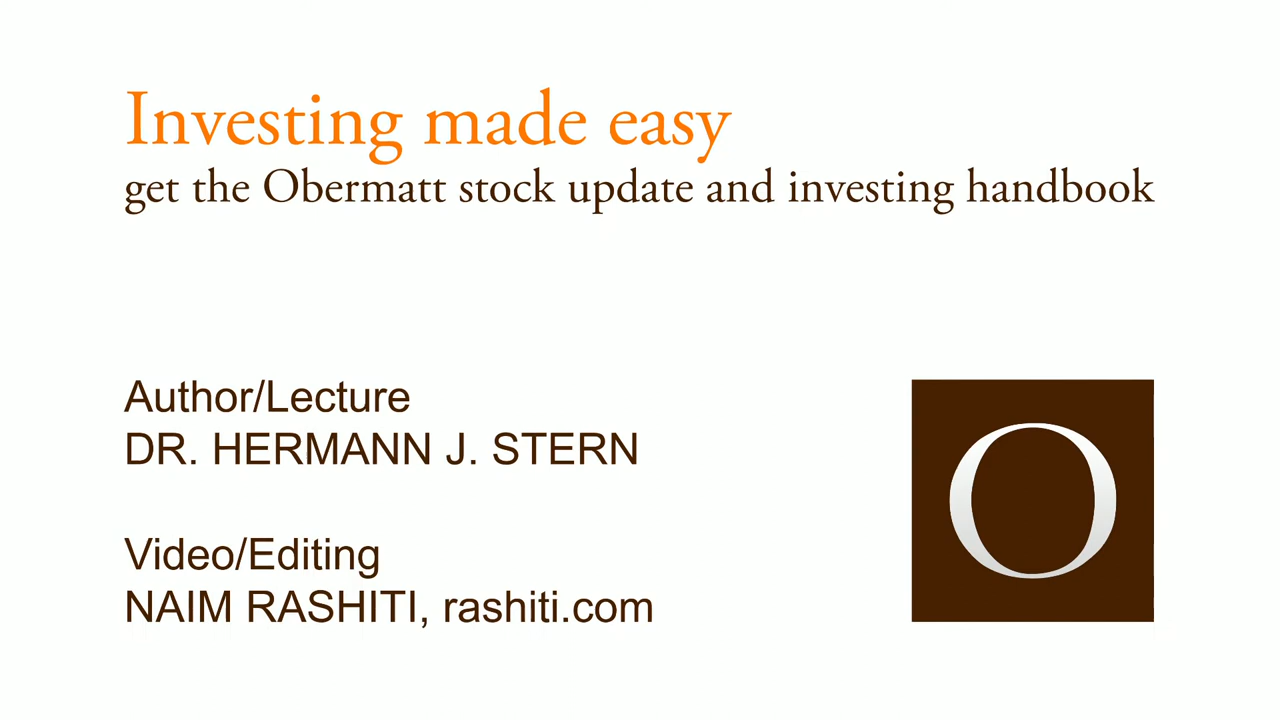 Investing made easy
get the Obermatt stock update and investing handbook
Author/Lecture
DR. HERMANN J. STERN
Video/Editing
NAIM RASHITI, rashiti.com
O